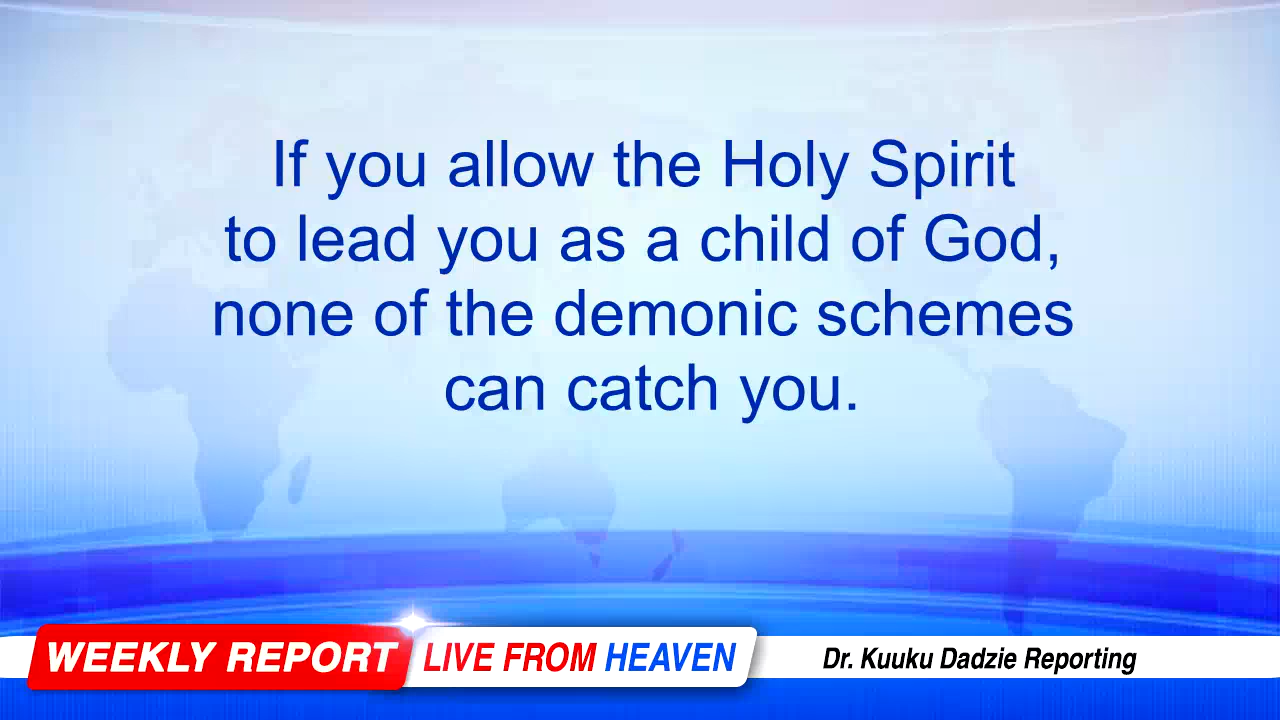 If you allow the Holy Spirit
to lead you as a child of God,
none of the demonic schemes
can catch you.
WEEKLY REPORT LIVE FROM HEAVEN Dr. Kuuku Dadzie Reporting